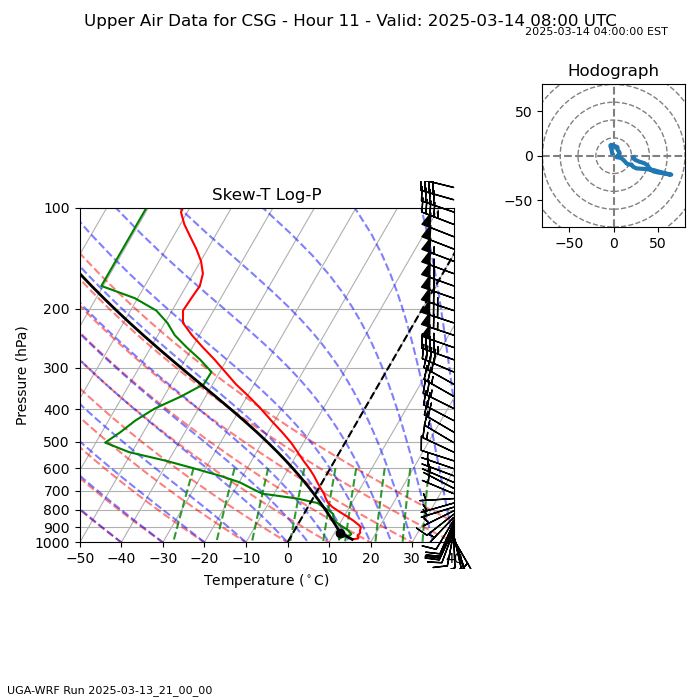 Upper Air Data for CSG - Hour 11 - Valid: 2025-03-14 08:00 UTC
2025-03-14 04:00:00 EST
Hodograph
50
0
−50
−50 0 50
Skew-T Log-P
100
200
300
400
500
600
700
800
900
1000
Pressure (hPa)
−50 −40 −30 −20 −10 0 10 20 30
Temperature (°C)
UGA-WRF Run 2025-03-13_21_00_00